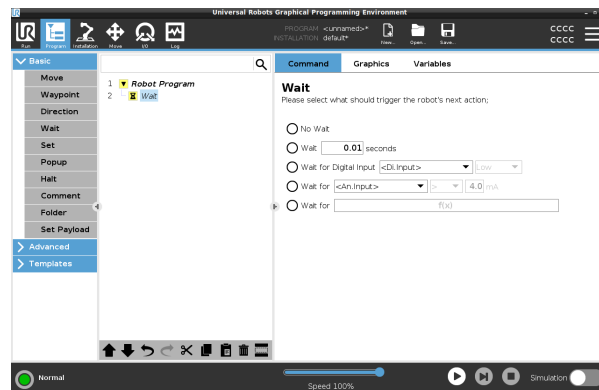 Universal Robots Graphical Programming Environment
Run Program Installation Move I/O Log
PROGRAM <unnamed>*
INSTALLATION default*
New... Open... Save...
CCCC
CCCC
Basic
Move
Waypoint
Direction
Wait
Set
Popup
Halt
Comment
Folder
Set Payload
Advanced
Templates
1 Robot Program
2 Wait
Command Graphics Variables
Wait
Please select what should trigger the robot's next action;
No Wait
Wait 0.01 seconds
Wait for Digital Input <Di.Input> Low
Wait for <An.Input> > 4.0 mA
Wait for f(x)
Normal
Speed 100%
Simulation